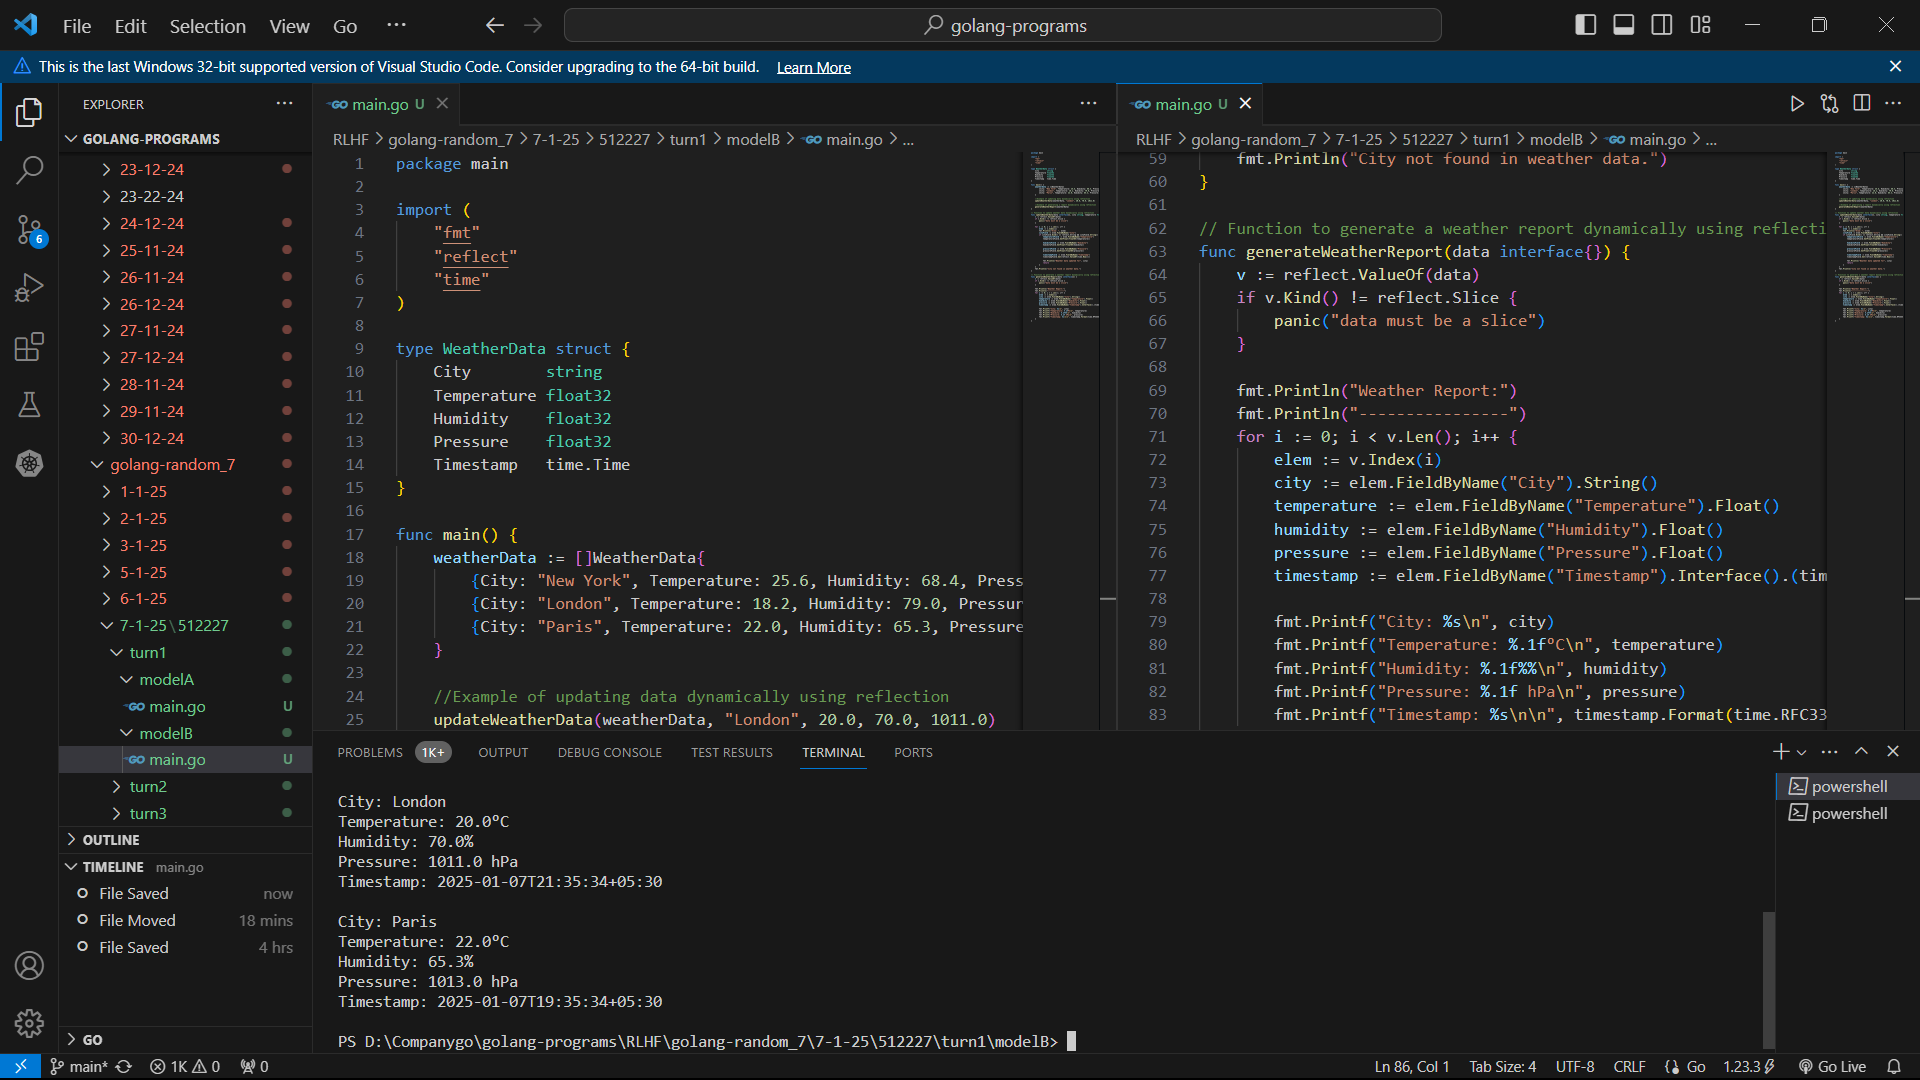 File Edit Selection View Go ···
golang-programs
This is the last Windows 32-bit supported version of Visual Studio Code. Consider upgrading to the 64-bit build. Learn More
EXPLORER
GOLANG-PROGRAMS
23-12-24
23-22-24
24-12-24
25-11-24
26-11-24
26-12-24
27-11-24
27-12-24
28-11-24
29-11-24
30-12-24
golang-random_7
1-1-25
2-1-25
3-1-25
5-1-25
6-1-25
7-1-25\512227
turn1
modelA
main.go U
modelB
main.go U
turn2
turn3
OUTLINE
TIMELINE main.go
File Saved now
File Moved 18 mins
File Saved 4 hrs
GO
6
main.go U
RLHF > golang-random_7 > 7-1-25 > 512227 > turn1 > modelB > main.go > ...
1 package main
2
3 import (
4 "fmt"
5 "reflect"
6 "time"
7 )
8
9 type WeatherData struct {
10 City string
11 Temperature float32
12 Humidity float32
13 Pressure float32
14 Timestamp time.Time
15 }
16
17 func main() {
18 weatherData := []WeatherData{
19 {City: "New York", Temperature: 25.6, Humidity: 68.4, Press
20 {City: "London", Temperature: 18.2, Humidity: 79.0, Pressur
21 {City: "Paris", Temperature: 22.0, Humidity: 65.3, Pressure
22 }
23
24 //Example of updating data dynamically using reflection
25 updateWeatherData(weatherData, "London", 20.0, 70.0, 1011.0)
main.go U
RLHF > golang-random_7 > 7-1-25 > 512227 > turn1 > modelB > main.go > ...
59 fmt.Println("City not found in weather data.")
60 }
61
62 // Function to generate a weather report dynamically using reflecti
63 func generateWeatherReport(data interface{}) {
64 v := reflect.ValueOf(data)
65 if v.Kind() != reflect.Slice {
66 panic("data must be a slice")
67 }
68
69 fmt.Println("Weather Report:")
70 fmt.Println("----------------")
71 for i := 0; i < v.Len(); i++ {
72 elem := v.Index(i)
73 city := elem.FieldByName("City").String()
74 temperature := elem.FieldByName("Temperature").Float()
75 humidity := elem.FieldByName("Humidity").Float()
76 pressure := elem.FieldByName("Pressure").Float()
77 timestamp := elem.FieldByName("Timestamp").Interface().(tim
78
79 fmt.Printf("City: %s\n", city)
80 fmt.Printf("Temperature: %.1fºC\n", temperature)
81 fmt.Printf("Humidity: %.1f%%\n", humidity)
82 fmt.Printf("Pressure: %.1f hPa\n", pressure)
83 fmt.Printf("Timestamp: %s\n\n", timestamp.Format(time.RFC33
PROBLEMS 1K+ OUTPUT DEBUG CONSOLE TEST RESULTS TERMINAL PORTS
City: London
Temperature: 20.0ºC
Humidity: 70.0%
Pressure: 1011.0 hPa
Timestamp: 2025-01-07T21:35:34+05:30
City: Paris
Temperature: 22.0ºC
Humidity: 65.3%
Pressure: 1013.0 hPa
Timestamp: 2025-01-07T19:35:34+05:30
PS D:\Companygo\golang-programs\RLHF\golang-random_7\7-1-25\512227\turn1\modelB>
powershell
powershell
main* 1K 0 0 Ln 86, Col 1 Tab Size: 4 UTF-8 CRLF Go 1.23.3 Go Live